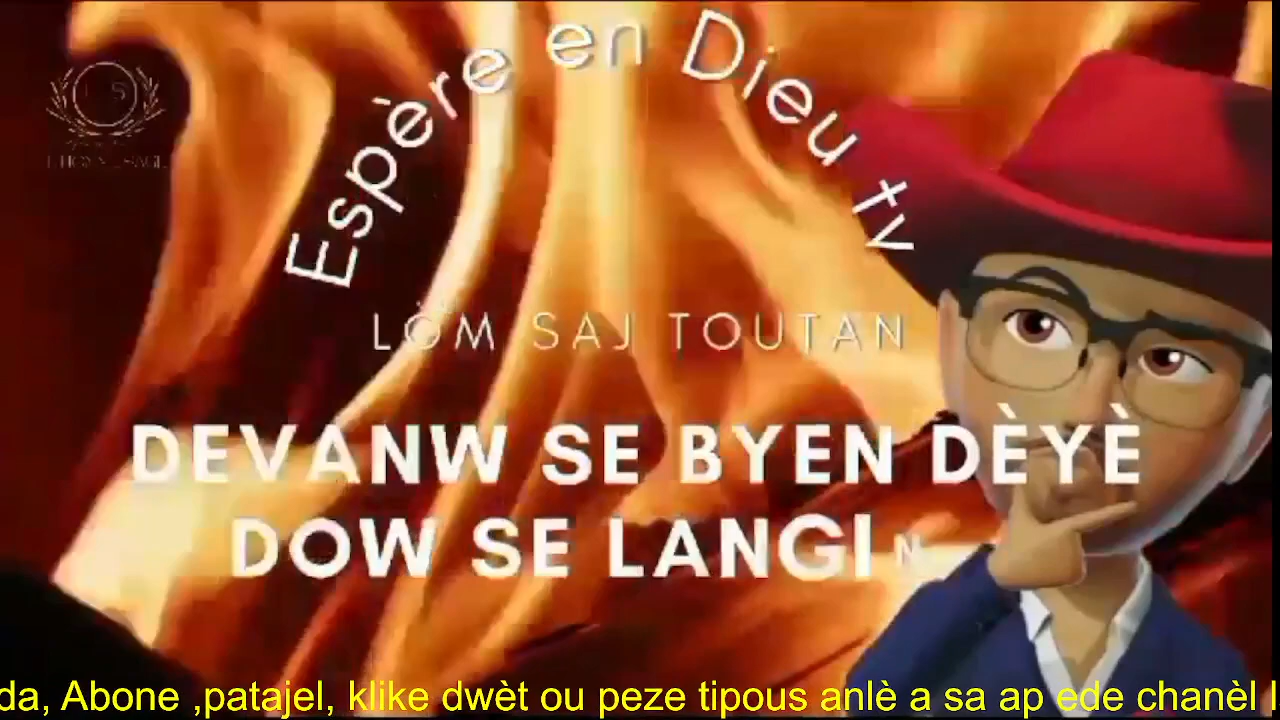 Espère en Dieu tv
LÒM SAJ TOUTAN
DEVANW SE BYEN DÈYÈ
DOW SE LANGIN
da, Abone ,patajel, klike dwèt ou peze tipous anlè a sa ap ede chanèl